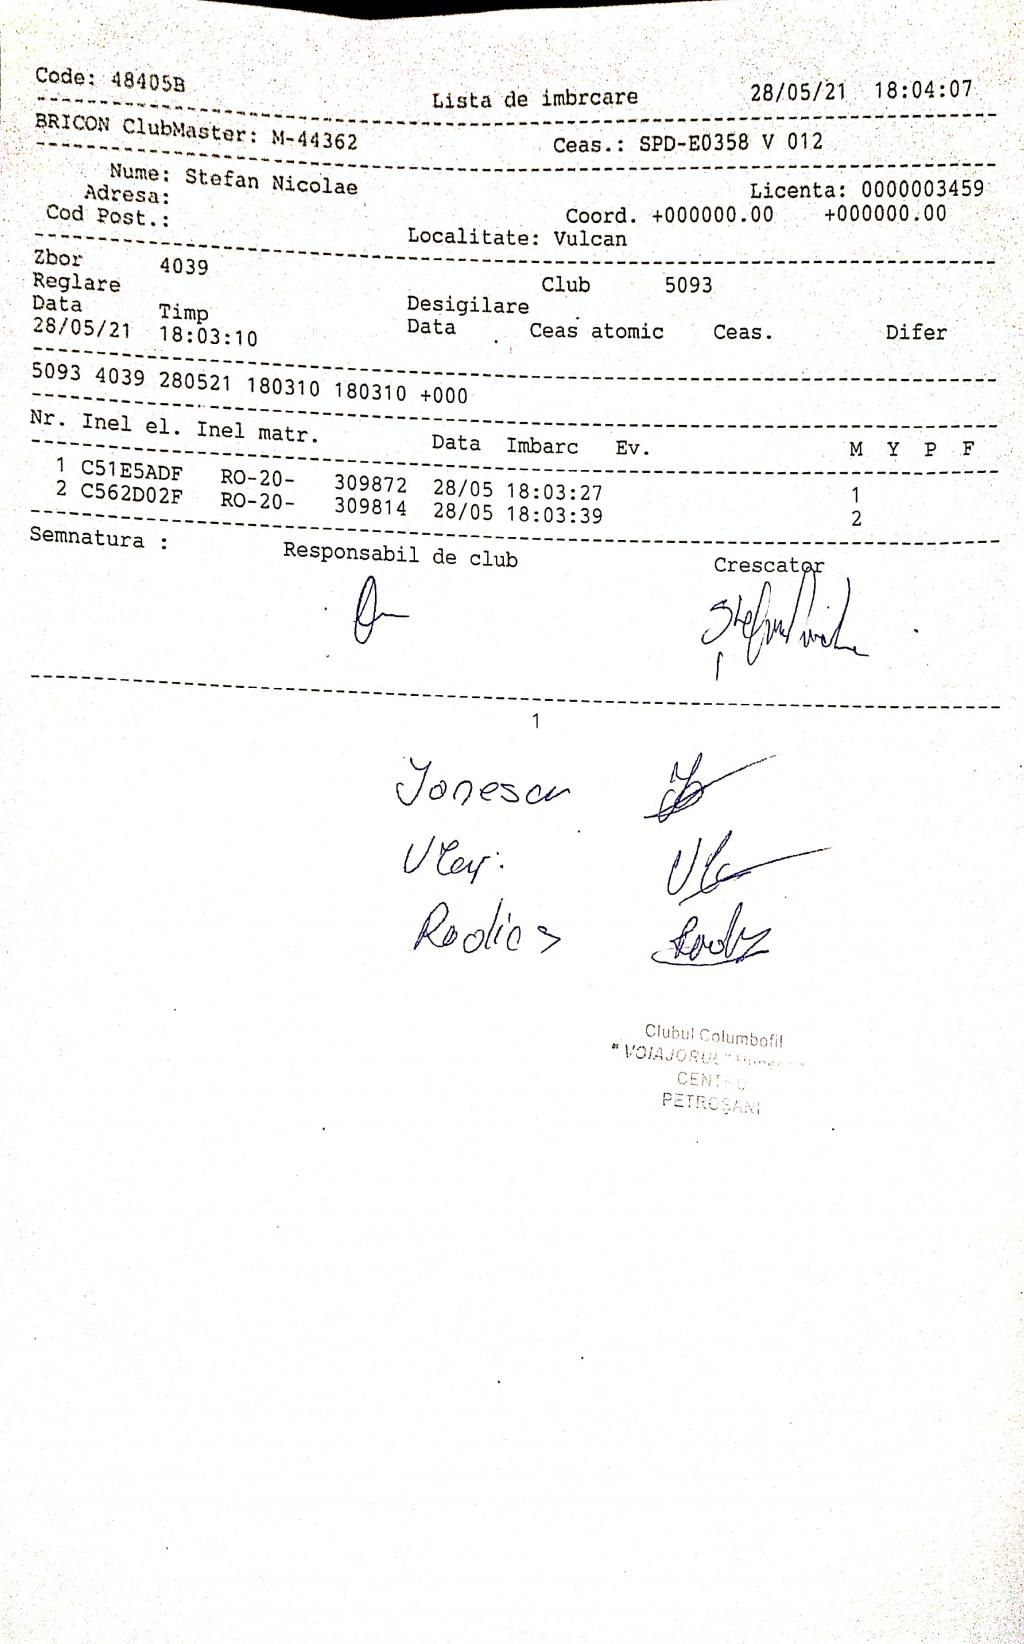 Code: 48405B Lista de imbrcare 28/05/21 18:04:07
BRICON ClubMaster: M-44362 Ceas.: SPD-E0358 V 012
Nume: Stefan Nicolae Licenta: 0000003459
Adresa: Coord. +000000.00 +000000.00
Cod Post.: Localitate: Vulcan
Zbor 4039 Club 5093
Reglare Desigilare
Data Timp Data Ceas atomic Ceas. Difer
28/05/21 18:03:10
5093 4039 280521 180310 180310 +000
Nr. Inel el. Inel matr. Data Imbarc Ev. M Y P F
1 C51E5ADF RO-20- 309872 28/05 18:03:27 1
2 C562D02F RO-20- 309814 28/05 18:03:39 2
Semnatura : Responsabil de club Crescator
1
Ionescu
Vlay.
Rodics
Clubul Columbofil
" VOIAJORUL "
CENTRU
PETROȘANI